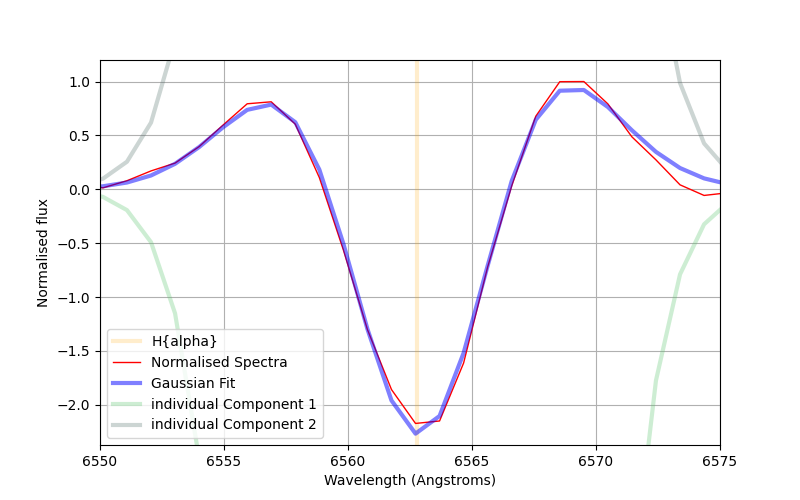 1.0
0.5
0.0
−0.5
−1.0
−1.5
−2.0
Normalised flux
H{alpha}
Normalised Spectra
Gaussian Fit
individual Component 1
individual Component 2
6550 6555 6560 6565 6570 6575
Wavelength (Angstroms)